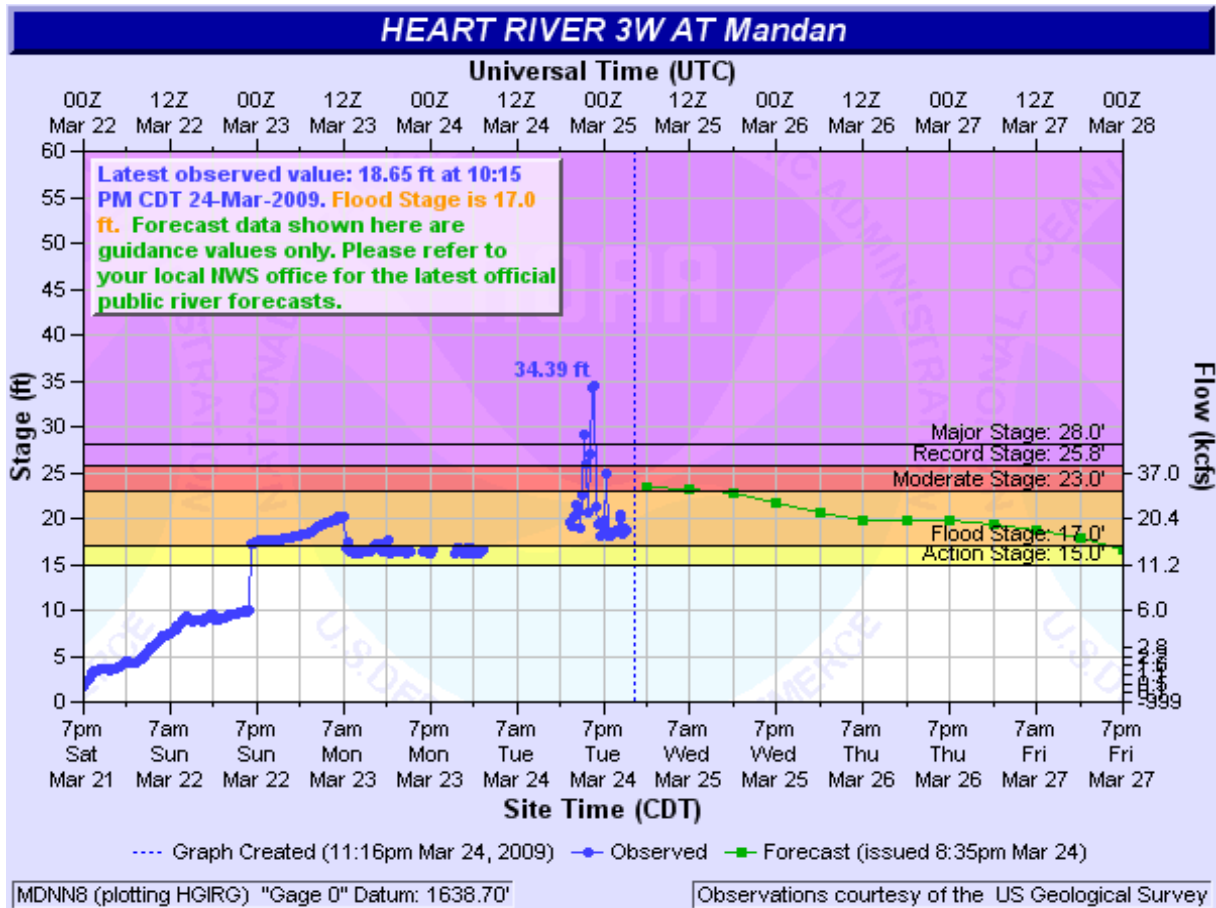 HEART RIVER 3W AT Mandan
Universal Time (UTC)
00Z 12Z 00Z 12Z 00Z 12Z 00Z 12Z 00Z 12Z 00Z 12Z 00Z
Mar 22 Mar 22 Mar 23 Mar 23 Mar 24 Mar 24 Mar 25 Mar 25 Mar 26 Mar 26 Mar 27 Mar 27 Mar 28
Latest observed value: 18.65 ft at 10:15
PM CDT 24-Mar-2009. Flood Stage is 17.0
ft. Forecast data shown here are
guidance values only. Please refer to
your local NWS office for the latest official
public river forecasts.
NOAA
34.39 ft
Stage (ft)
60
55
50
45
40
35
30
25
20
15
10
5
0
Major Stage: 28.0'
Record Stage: 25.8'
Moderate Stage: 23.0'
Flood Stage: 17.0'
Action Stage: 15.0'
Flow (kcfs)
37.0
20.4
11.2
6.0
2.8
-999
7pm 7am 7pm 7am 7pm 7am 7pm 7am 7pm 7am 7pm 7am 7pm
Sat Sun Sun Mon Mon Tue Tue Wed Wed Thu Thu Fri Fri
Mar 21 Mar 22 Mar 22 Mar 23 Mar 23 Mar 24 Mar 24 Mar 25 Mar 25 Mar 26 Mar 26 Mar 27 Mar 27
Site Time (CDT)
Graph Created (11:16pm Mar 24, 2009) Observed Forecast (issued 8:35pm Mar 24)
MDNN8 (plotting HGIRG) "Gage 0" Datum: 1638.70'
Observations courtesy of the US Geological Survey